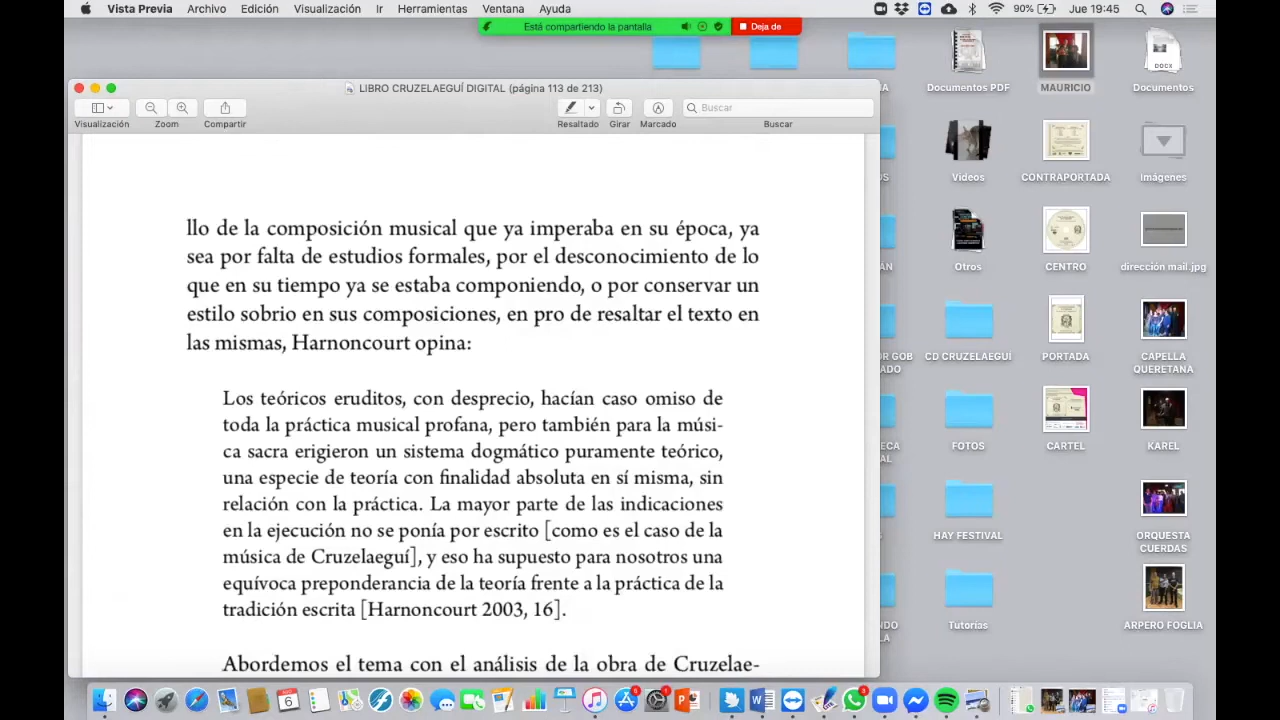 Vista Previa Archivo Edición Visualización Ir Herramientas Ventana Ayuda 90% Jue 19:45
Está compartiendo la pantalla Deja de
LIBRO CRUZELAEGUÍ DIGITAL (página 113 de 213)
Visualización Zoom Compartir Resaltado Girar Marcado Buscar
Buscar
llo de la composición musical que ya imperaba en su época, ya
sea por falta de estudios formales, por el desconocimiento de lo
que en su tiempo ya se estaba componiendo, o por conservar un
estilo sobrio en sus composiciones, en pro de resaltar el texto en
las mismas, Harnoncourt opina:
Los teóricos eruditos, con desprecio, hacían caso omiso de
toda la práctica musical profana, pero también para la músi-
ca sacra erigieron un sistema dogmático puramente teórico,
una especie de teoría con finalidad absoluta en sí misma, sin
relación con la práctica. La mayor parte de las indicaciones
en la ejecución no se ponía por escrito [como es el caso de la
música de Cruzelaeguí], y eso ha supuesto para nosotros una
equívoca preponderancia de la teoría frente a la práctica de la
tradición escrita [Harnoncourt 2003, 16].
Abordemos el tema con el análisis de la obra de Cruzelae-
Documentos PDF MAURICIO Documentos
DOCX
Videos CONTRAPORTADA Imágenes
Otros CENTRO dirección mail.jpg
OR GOB
ADO
CD CRUZELAEGUÍ PORTADA CAPELLA
QUERETANA
ECA
AL
FOTOS CARTEL KAREL
HAY FESTIVAL ORQUESTA
CUERDAS
NDO
LA
Tutorías ARPERO FOGLIA
6